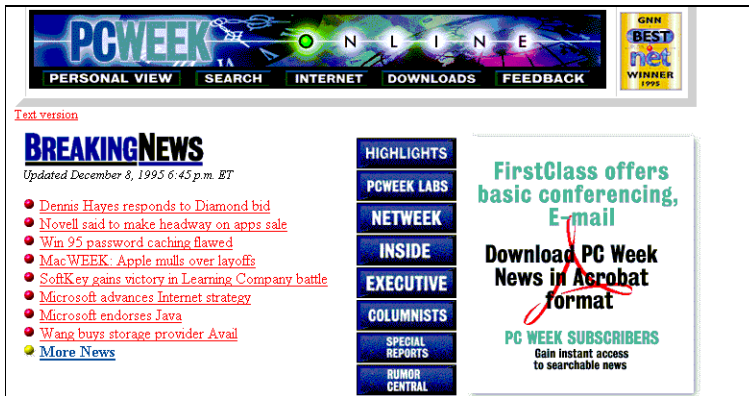 PCWEEK ONLINE
PERSONAL VIEW SEARCH INTERNET DOWNLOADS FEEDBACK
GNN
BEST
net
WINNER
1995
Text version
BREAKINGNEWS
Updated December 8, 1995 6:45 p.m. ET
Dennis Hayes responds to Diamond bid
Novell said to make headway on apps sale
Win 95 password caching flawed
MacWEEK: Apple mulls over layoffs
SoftKey gains victory in Learning Company battle
Microsoft advances Internet strategy
Microsoft endorses Java
Wang buys storage provider Avail
More News
HIGHLIGHTS
PCWEEK LABS
NETWEEK
INSIDE
EXECUTIVE
COLUMNISTS
SPECIAL
REPORTS
RUMOR
CENTRAL
FirstClass offers
basic conferencing,
E-mail
Download PC Week
News in Acrobat
format
PC WEEK SUBSCRIBERS
Gain instant access
to searchable news